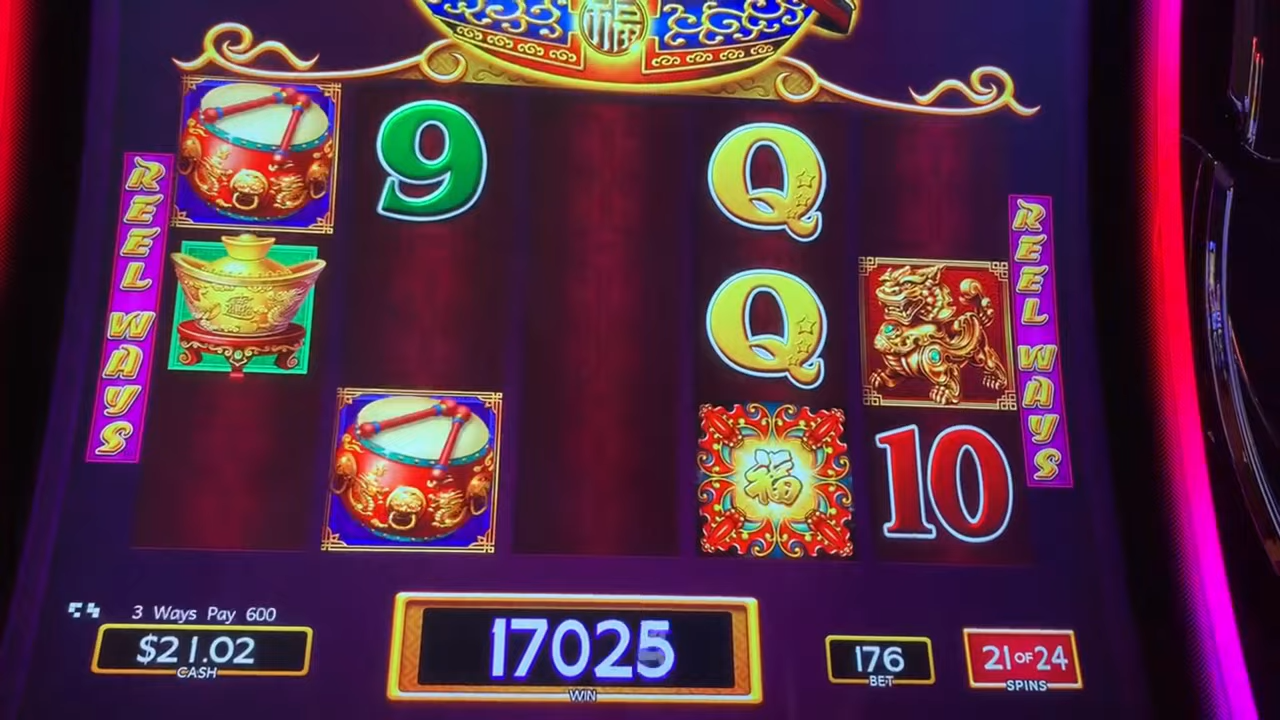 福
9
Q
REEL WAYS
REEL WAYS
Q
福
10
3 Ways Pay 600
$21.02
CASH
17025
WIN
176
BET
21 OF 24
SPINS